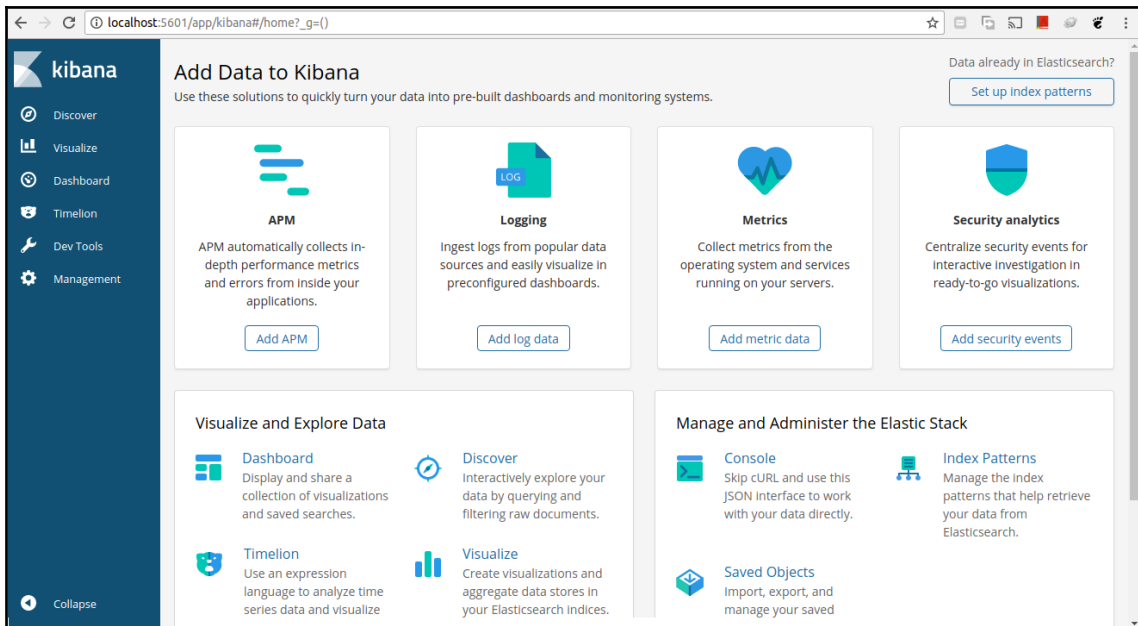 localhost:5601/app/kibana#/home?_g=()
kibana
Discover
Visualize
Dashboard
Timelion
Dev Tools
Management
Collapse
Add Data to Kibana
Use these solutions to quickly turn your data into pre-built dashboards and monitoring systems.
Data already in Elasticsearch?
Set up index patterns
APM
APM automatically collects in-
depth performance metrics
and errors from inside your
applications.
Add APM
LOG
Logging
Ingest logs from popular data
sources and easily visualize in
preconfigured dashboards.
Add log data
Metrics
Collect metrics from the
operating system and services
running on your servers.
Add metric data
Security analytics
Centralize security events for
interactive investigation in
ready-to-go visualizations.
Add security events
Visualize and Explore Data
Dashboard
Display and share a
collection of visualizations
and saved searches.
Discover
Interactively explore your
data by querying and
filtering raw documents.
Timelion
Use an expression
language to analyze time
series data and visualize
Visualize
Create visualizations and
aggregate data stores in
your Elasticsearch indices.
Manage and Administer the Elastic Stack
Console
Skip cURL and use this
JSON interface to work
with your data directly.
Index Patterns
Manage the index
patterns that help retrieve
your data from
Elasticsearch.
Saved Objects
Import, export, and
manage your saved